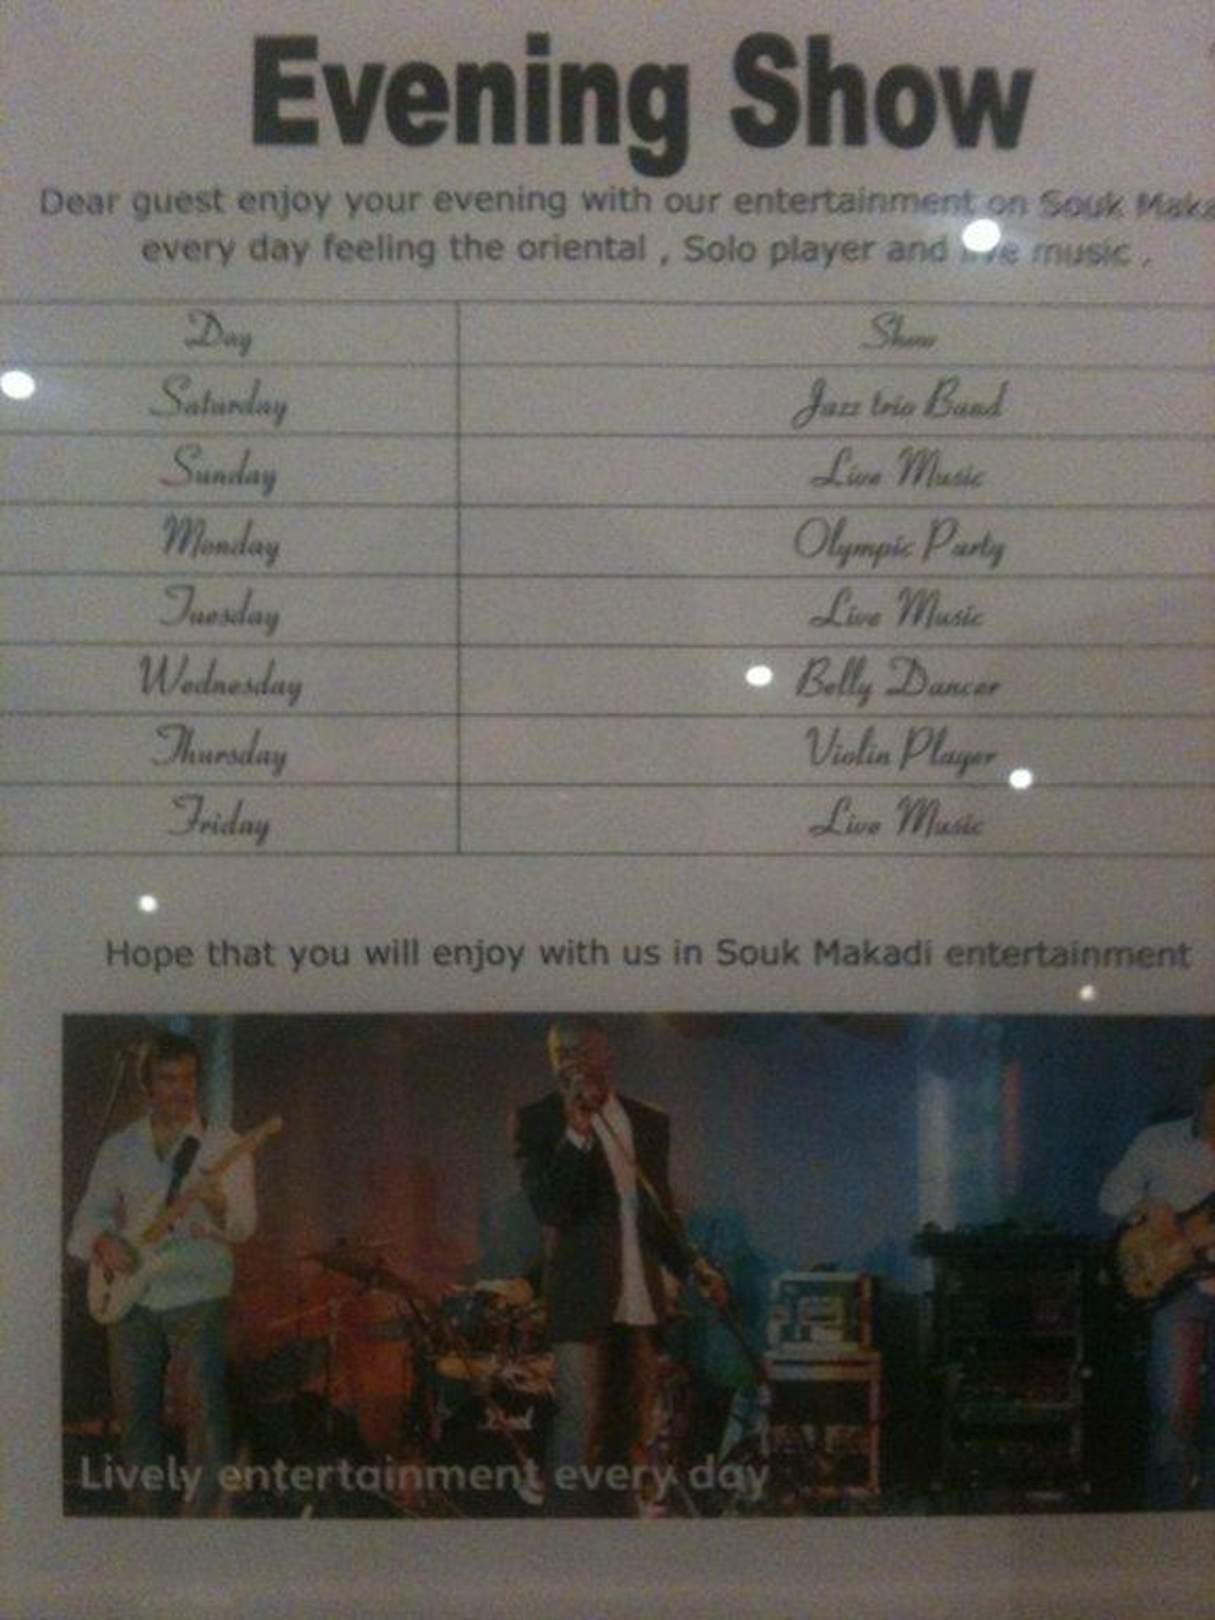 Evening Show
Dear guest enjoy your evening with our entertainment on Souk Maka
every day feeling the oriental , Solo player and live music .
Day Show
Saturday Jazz trio Band
Sunday Live Music
Monday Olympic Party
Tuesday Live Music
Wednesday Belly Dancer
Thursday Violin Player
Friday Live Music
Hope that you will enjoy with us in Souk Makadi entertainment
Lively entertainment every day